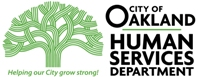 CITY OF
OAKLAND
HUMAN
SERVICES
DEPARTMENT
Helping our City grow strong!